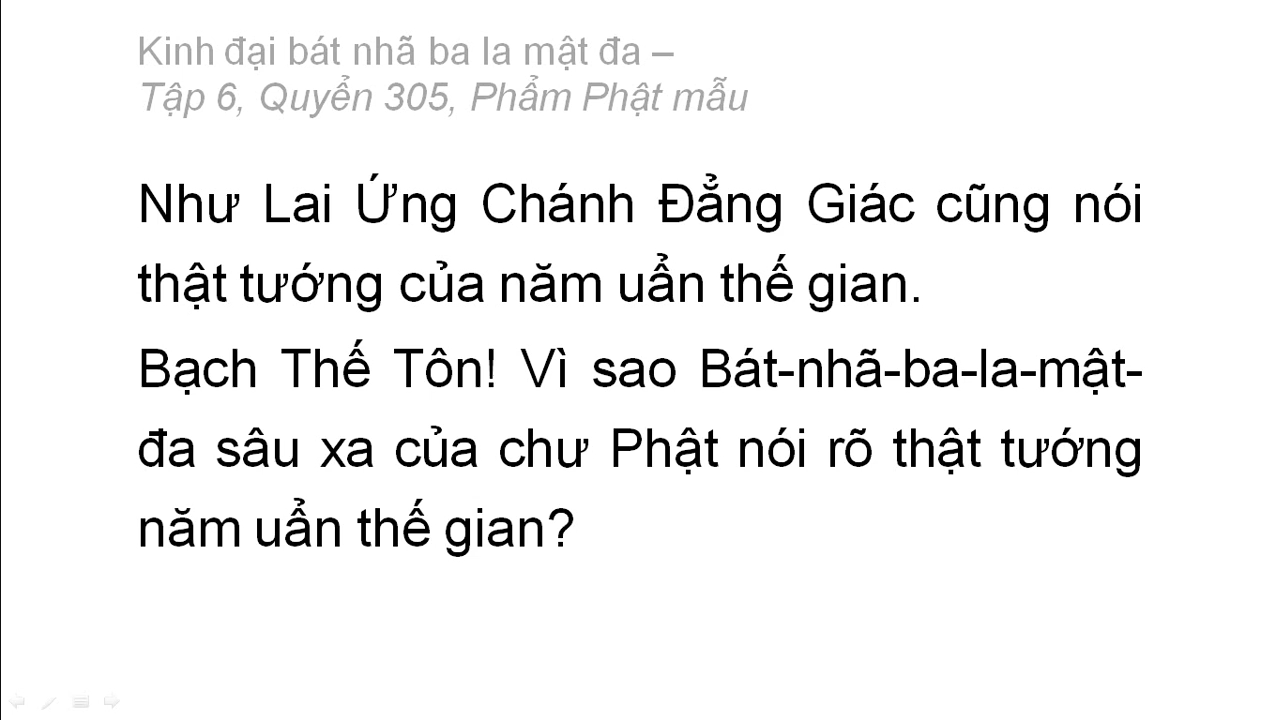 Kinh đại bát nhã ba la mật đa –
Tập 6, Quyển 305, Phẩm Phật mẫu
Như Lai Ứng Chánh Đẳng Giác cũng nói
thật tướng của năm uẩn thế gian.
Bạch Thế Tôn! Vì sao Bát-nhã-ba-la-mật-
đa sâu xa của chư Phật nói rõ thật tướng
năm uẩn thế gian?